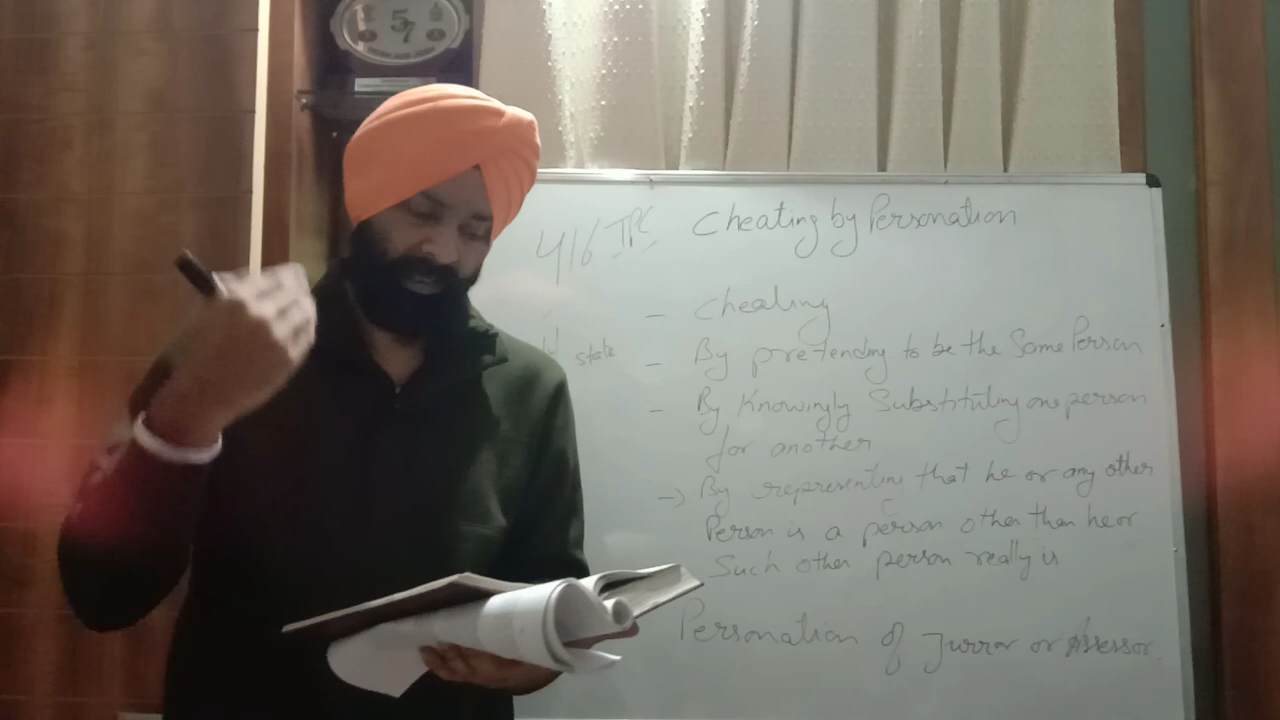 57
416 IPC Cheating by Personation
- Cheating
state - By pretending to be the Some Person
- By Knowingly Substituting one person
for another
-> By representing that he or any other
Person is a person other than he or
Such other person really is
Personation of Jurror or Assessor